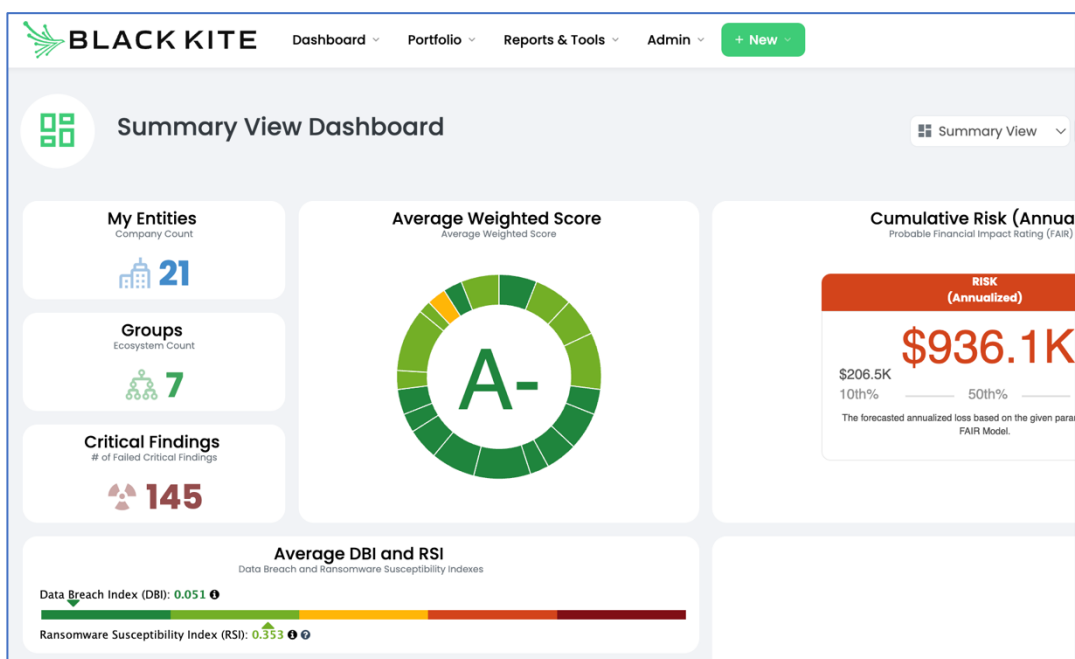 BLACK KITE
Dashboard
Portfolio
Reports & Tools
Admin
+ New
Summary View Dashboard
Summary View
My Entities
Company Count
21
Groups
Ecosystem Count
7
Critical Findings
# of Failed Critical Findings
145
Average Weighted Score
Average Weighted Score
A-
Cumulative Risk (Annua
Probable Financial Impact Rating (FAIR)
RISK
(Annualized)
$936.1K
$206.5K
10th%
50th%
The forecasted annualized loss based on the given para
FAIR Model.
Average DBI and RSI
Data Breach and Ransomware Susceptibility Indexes
Data Breach Index (DBI): 0.051
Ransomware Susceptibility Index (RSI): 0.353